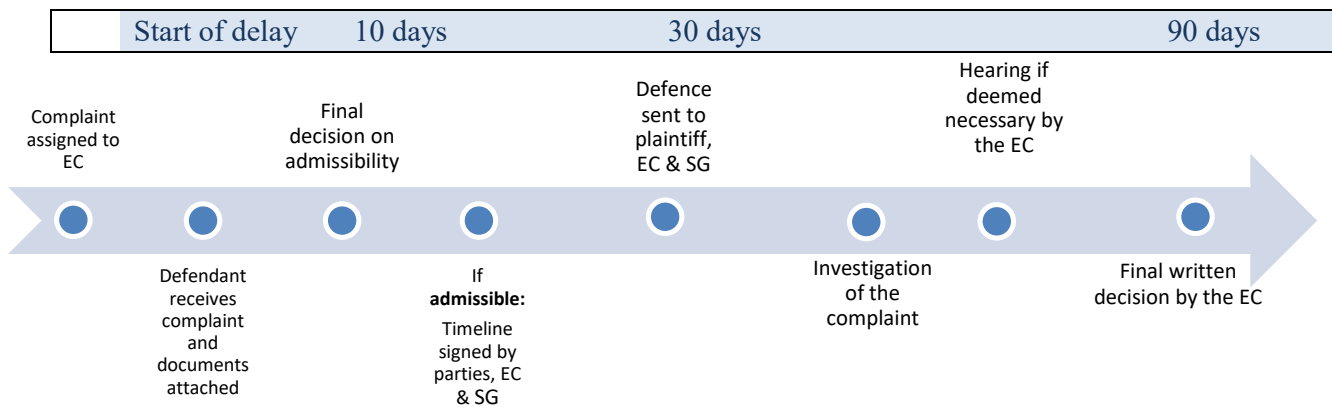 Start of delay 10 days 30 days 90 days
Complaint
assigned to
EC
Final
decision on
admissibility
Defence
sent to
plaintiff,
EC & SG
Hearing if
deemed
necessary by
the EC
Defendant
receives
complaint
and
documents
attached
If
admissible:
Timeline
signed by
parties, EC
& SG
Investigation
of the
complaint
Final written
decision by the EC